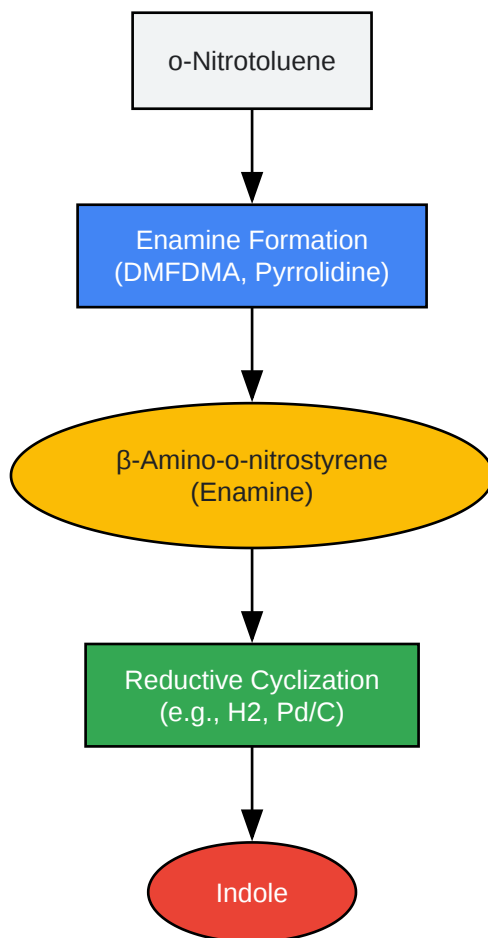 o-Nitrotoluene
Enamine Formation
(DMFDMA, Pyrrolidine)
β-Amino-o-nitrostyrene
(Enamine)
Reductive Cyclization
(e.g., H2, Pd/C)
Indole